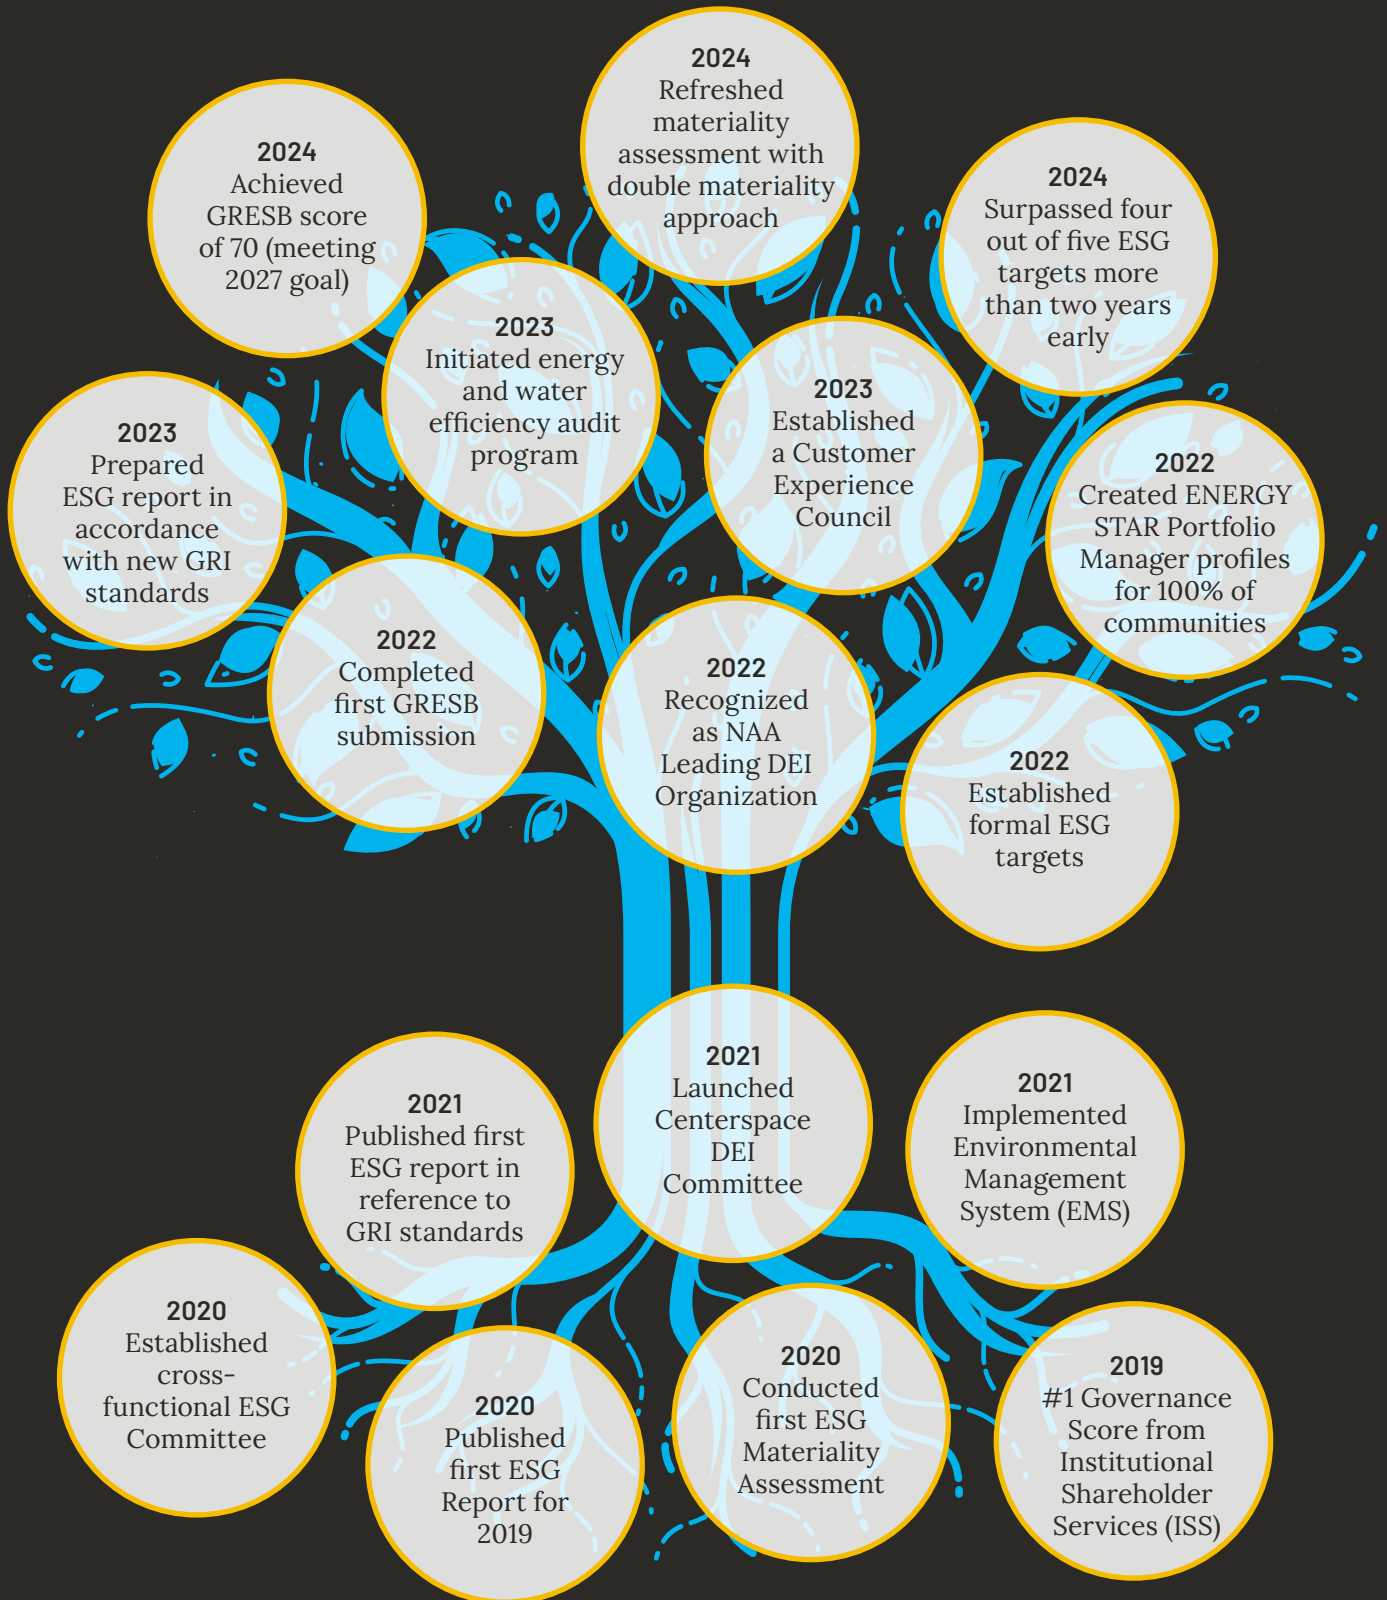 2024
Refreshed
materiality
assessment with
double materiality
approach
2024
Achieved
GRESB score
of 70 (meeting
2027 goal)
2024
Surpassed four
out of five ESG
targets more
than two years
early
2023
Initiated energy
and water
efficiency audit
program
2023
Established
a Customer
Experience
Council
2023
Prepared
ESG report in
accordance
with new GRI
standards
2022
Created ENERGY
STAR Portfolio
Manager profiles
for 100% of
communities
2022
Completed
first GRESB
submission
2022
Recognized
as NAA
Leading DEI
Organization
2022
Established
formal ESG
targets
2021
Published first
ESG report in
reference to
GRI standards
2021
Launched
Centerspace
DEI
Committee
2021
Implemented
Environmental
Management
System (EMS)
2020
Established
cross-
functional ESG
Committee
2020
Published
first ESG
Report for
2019
2020
Conducted
first ESG
Materiality
Assessment
2019
#1 Governance
Score from
Institutional
Shareholder
Services (ISS)